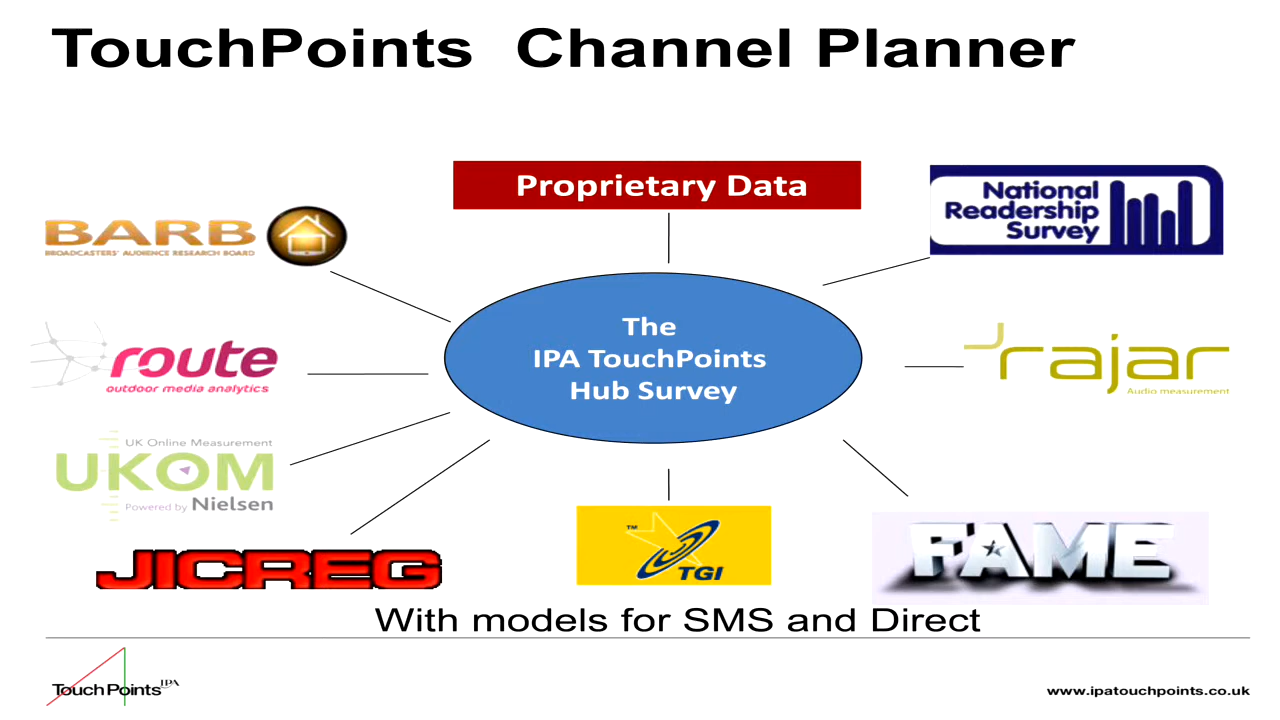 TouchPoints Channel Planner
Proprietary Data
National
Readership
Survey
BARB
BROADCASTERS' AUDIENCE RESEARCH BOARD
The
IPA TouchPoints
Hub Survey
route
outdoor media analytics
rajar
Audio measurement
UK Online Measurement
UKOM
Powered by Nielsen
JICREG
TM
TGI
FAME
With models for SMS and Direct
TouchPoints IPA
www.ipatouchpoints.co.uk